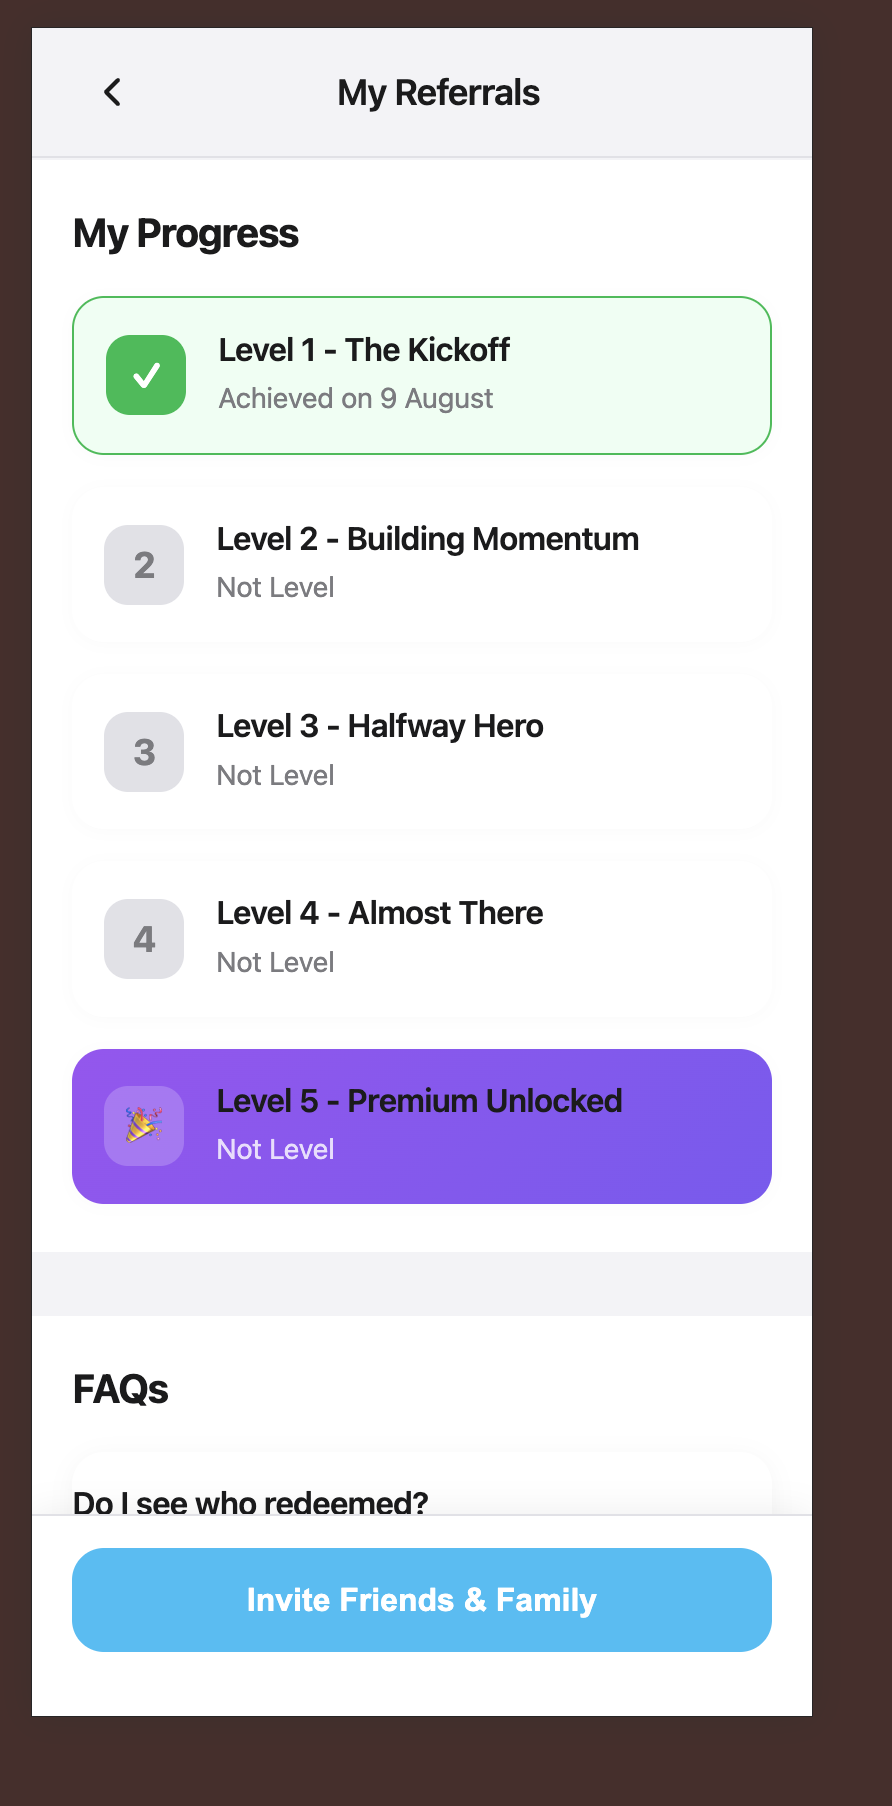 My Referrals
My Progress
Level 1 - The Kickoff
Achieved on 9 August
2
Level 2 - Building Momentum
Not Level
3
Level 3 - Halfway Hero
Not Level
4
Level 4 - Almost There
Not Level
Level 5 - Premium Unlocked
Not Level
FAQs
Do I see who redeemed?
Invite Friends & Family